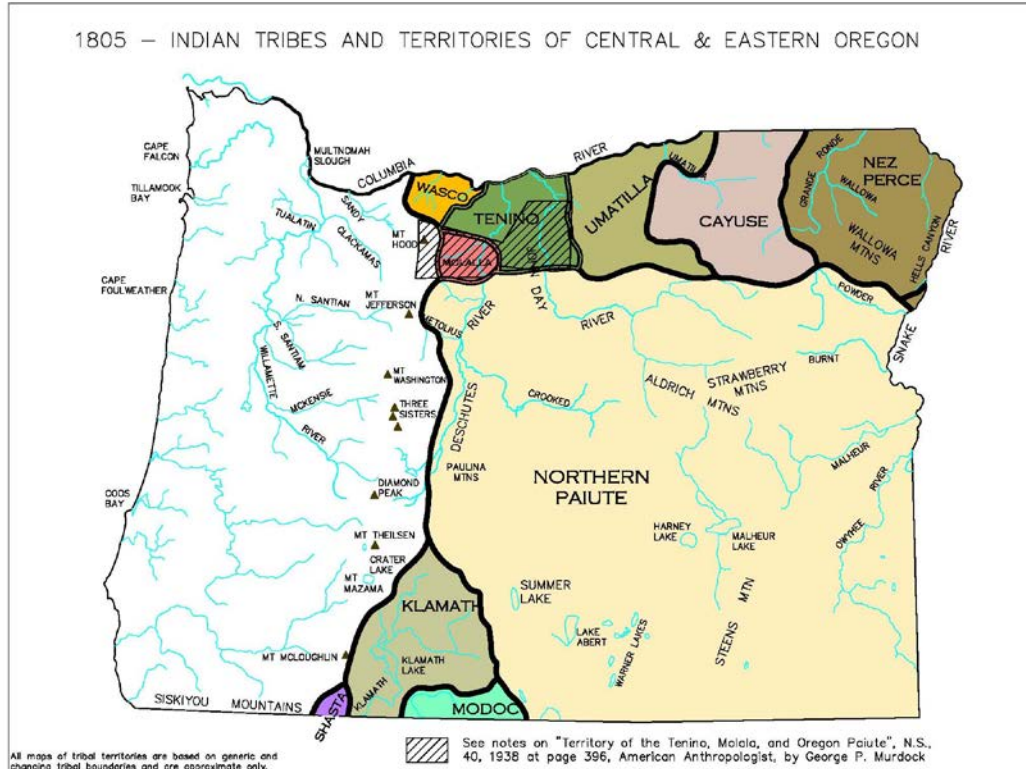 1805 – INDIAN TRIBES AND TERRITORIES OF CENTRAL & EASTERN OREGON
CAPE
FALCON
MULTNOMAH
SLOUGH
COLUMBIA
RIVER
TILLAMOOK
BAY
TUALATIN
SANDY
CLACKAMAS
MT
HOOD
WASCO
TENINO
MOLALLA
JOHN DAY
RIVER
UMATILLA
UMATILLA
CAYUSE
GRANDE
RONDE
WALLOWA
NEZ
PERCE
WALLOWA
MTNS
HELLS CANYON
RIVER
SNAKE
POWDER
BURNT
CAPE
FOULWEATHER
N. SANTIAN
MT
JEFFERSON
METOLIUS
RIVER
S. SANTIAM
WILLAMETTE
RIVER
MT
WASHINGTON
MCKENSIE
THREE
SISTERS
DESCHUTES
CROOKED
ALDRICH
MTNS
STRAWBERRY
MTNS
MALHEUR
RIVER
OWYHEE
PAULINA
MTNS
NORTHERN
PAIUTE
DIAMOND
PEAK
COOS
BAY
HARNEY
LAKE
MALHEUR
LAKE
MT THEILSEN
CRATER
LAKE
MT
MAZAMA
SUMMER
LAKE
STEENS MTN
KLAMATH
LAKE
ABERT
WARNER LAKES
MT MCLOUGHLIN
KLAMATH
LAKE
KLAMATH
SISKIYOU MOUNTAINS
SHASTA
MODOC
All maps of tribal territories are based on generic and
changing tribal boundaries and are approximate only.
See notes on "Territory of the Tenino, Molala, and Oregon Paiute", N.S.,
40, 1938 at page 396, American Anthropologist, by George P. Murdock